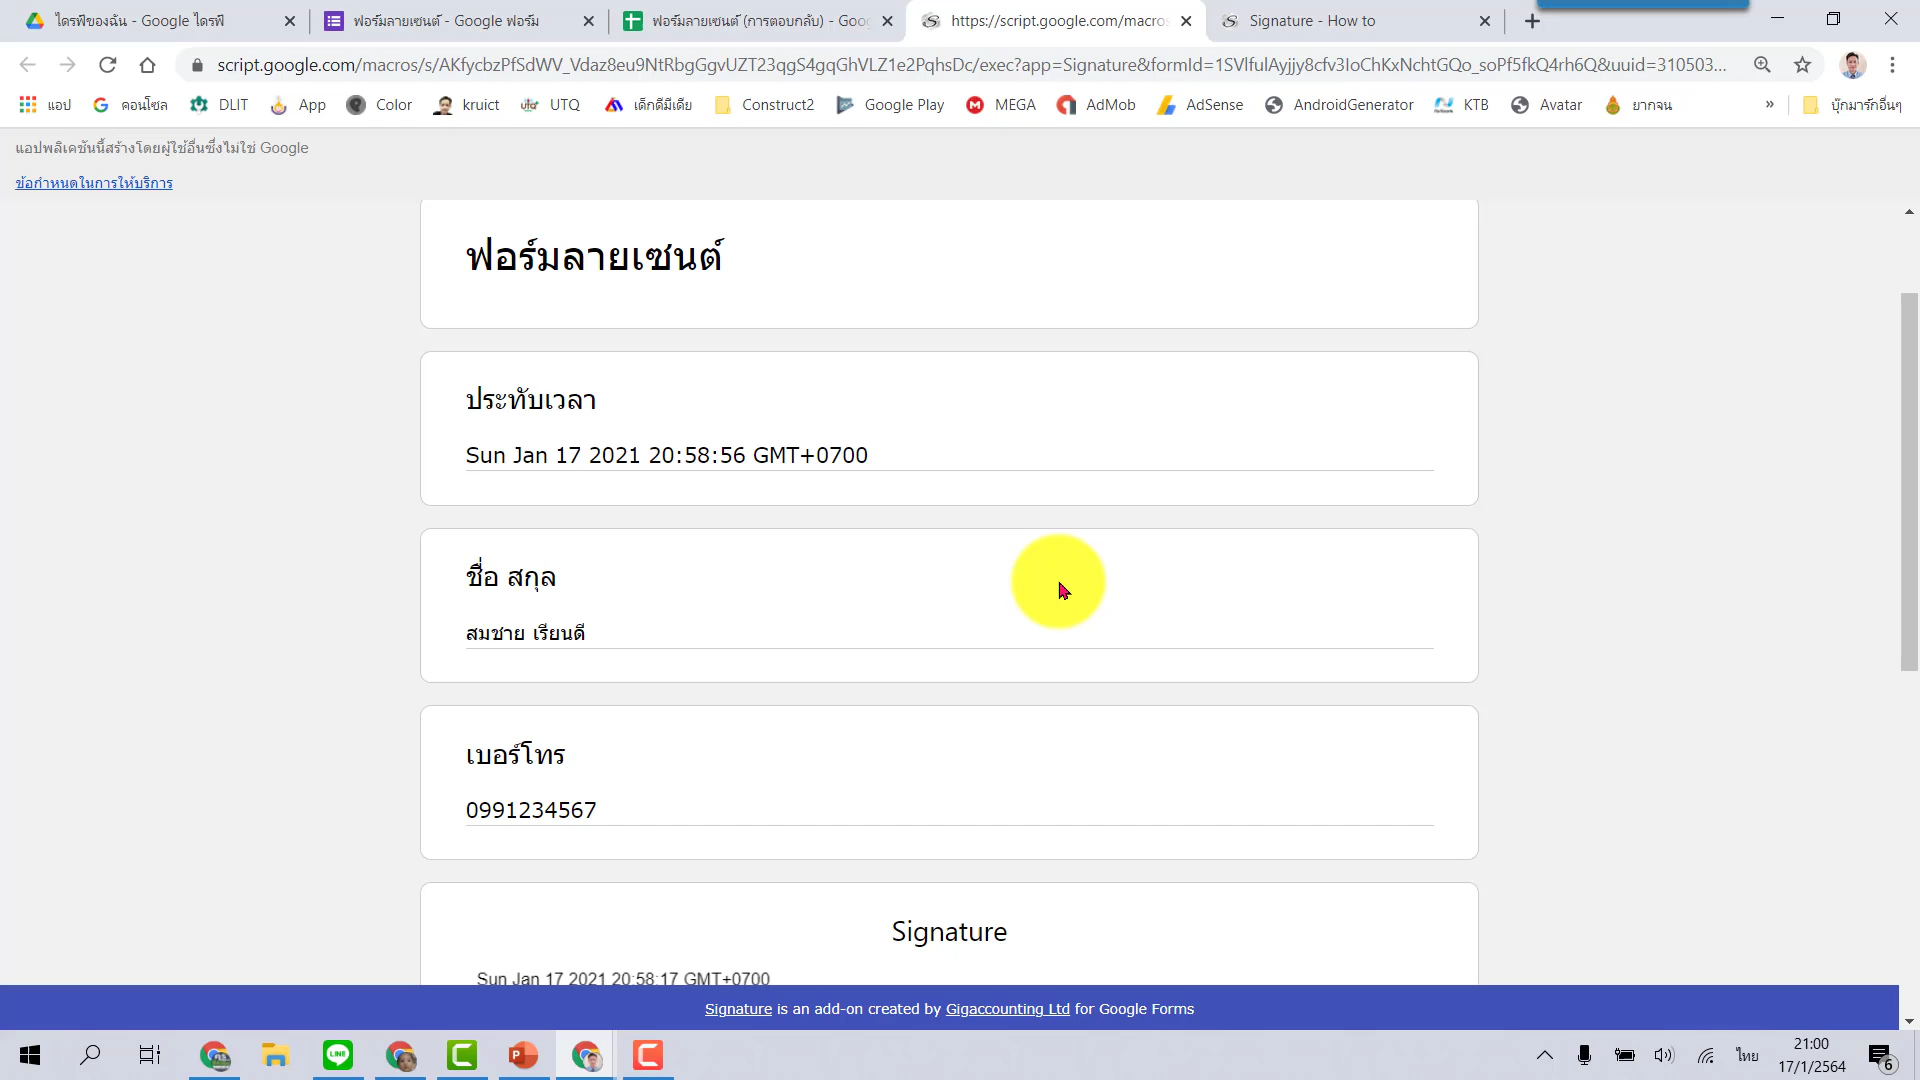 ไดรฟ์ของฉัน - Google ไดรฟ์
ฟอร์มลายเซนต์ - Google ฟอร์ม
ฟอร์มลายเซนต์ (การตอบกลับ) - Goo
https://script.google.com/macros
Signature - How to
script.google.com/macros/s/AKfycbzPfSdWV_Vdaz8eu9NtRbgGgvUZT23qgS4gqGhVLZ1e2PqhsDc/exec?app=Signature&formId=1SVlfulAyjjy8cfv3IoChKxNchtGQo_soPf5fkQ4rh6Q&uuid=310503...
แอป คอนโซล DLIT App Color kruict UTQ เด็กดีมีเดีย Construct2 Google Play MEGA AdMob AdSense AndroidGenerator KTB Avatar ยากจน » บุ๊กมาร์กอื่นๆ
แอปพลิเคชันนี้สร้างโดยผู้ใช้อื่นซึ่งไม่ใช่ Google
ข้อกำหนดในการให้บริการ
ฟอร์มลายเซนต์
ประทับเวลา
Sun Jan 17 2021 20:58:56 GMT+0700
ชื่อ สกุล
สมชาย เรียนดี
เบอร์โทร
0991234567
Signature
Sun Jan 17 2021 20:58:17 GMT+0700
Signature is an add-on created by Gigaccounting Ltd for Google Forms
LINE
ไทย
21:00
17/1/2564
6